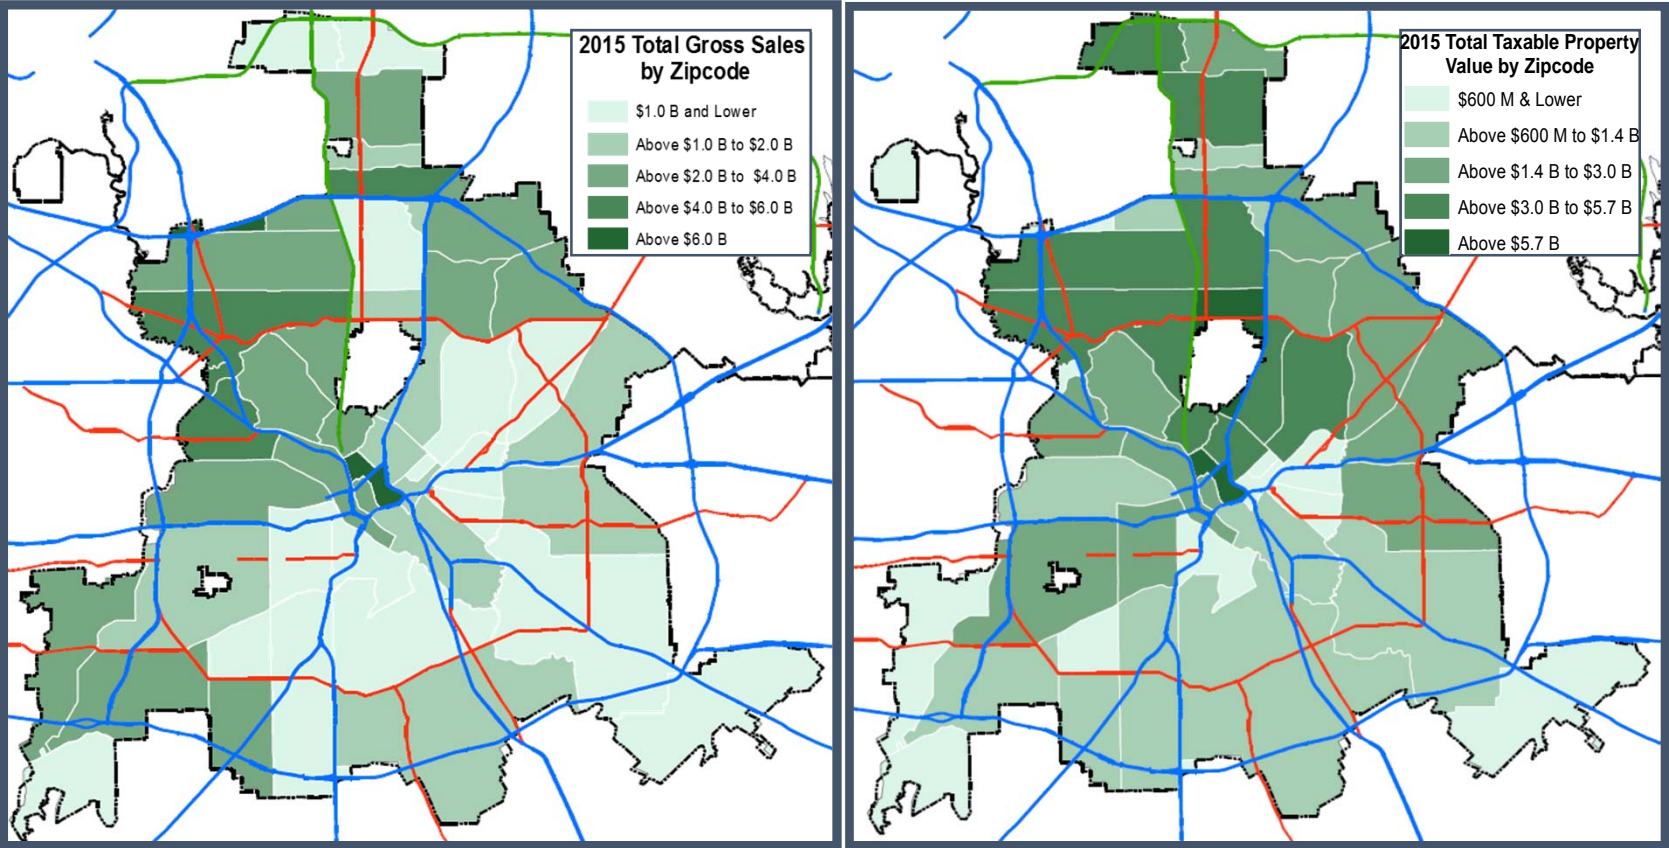 2015 Total Gross Sales
by Zipcode
$1.0 B and Lower
Above $1.0 B to $2.0 B
Above $2.0 B to $4.0 B
Above $4.0 B to $6.0 B
Above $6.0 B
2015 Total Taxable Property
Value by Zipcode
$600 M & Lower
Above $600 M to $1.4 B
Above $1.4 B to $3.0 B
Above $3.0 B to $5.7 B
Above $5.7 B